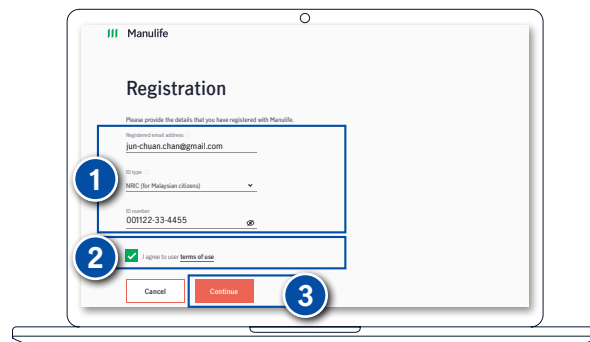 Manulife
Registration
Please provide the details that you have registered with Manulife.
Registered email address
jun-chuan.chan@gmail.com
1
ID type
NRIC (for Malaysian citizens)
ID number
001122-33-4455
2
I agree to user terms of use
Cancel
Continue
3